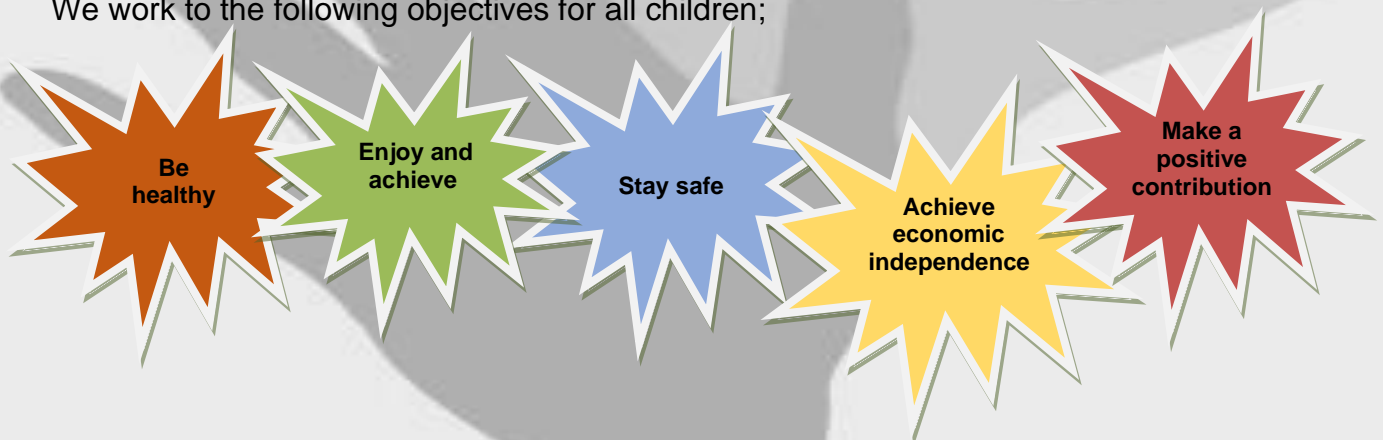 We work to the following objectives for all children;
Be
healthy
Enjoy and
achieve
Stay safe
Achieve
economic
independence
Make a
positive
contribution